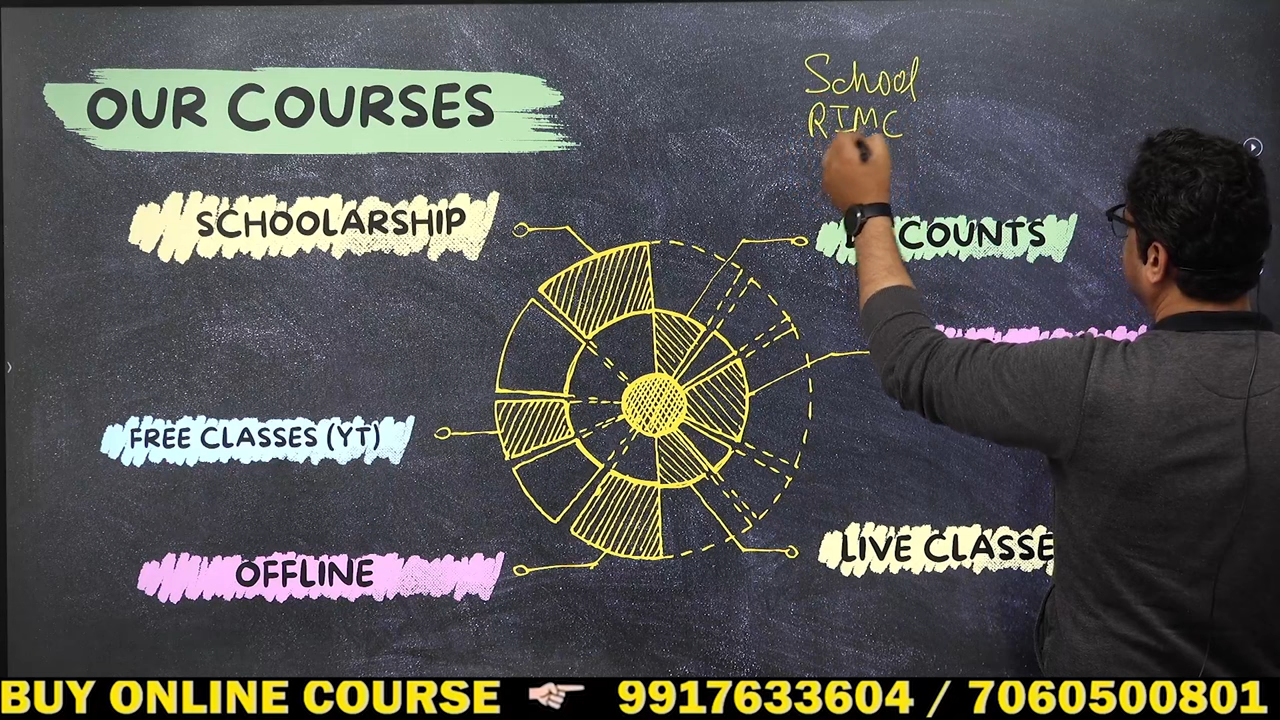 OUR COURSES
School
RIMC
SCHOOLARSHIP
COUNTS
FREE CLASSES (YT)
LIVE CLASSE
OFFLINE
BUY ONLINE COURSE 9917633604 / 7060500801